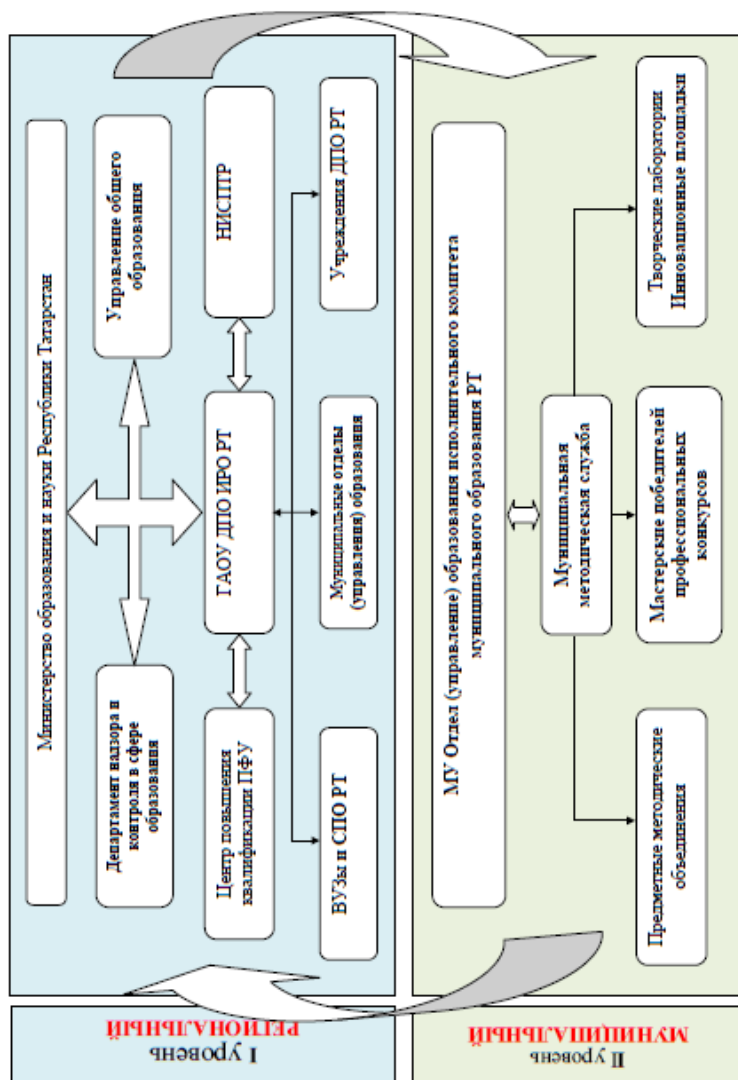 I уровень
РЕГИОНАЛЬНЫЙ
Министерство образования и науки Республики Татарстан
Департамент надзора и
контроля в сфере
образования
Управление общего
образования
Центр повышения
квалификации ПФУ
ГАОУ ДПО ИРО РТ
НИСПТР
ВУЗы и СПО РТ
Муниципальные отделы
(управления) образования
Учреждения ДПО РТ
II уровень
МУНИЦИПАЛЬНЫЙ
МУ Отдел (управление) образования исполнительного комитета
муниципального образования РТ
Муниципальная
методическая служба
Предметные методические
объединения
Мастерские победителей
профессиональных
конкурсов
Творческие лаборатории
Инновационные площадки